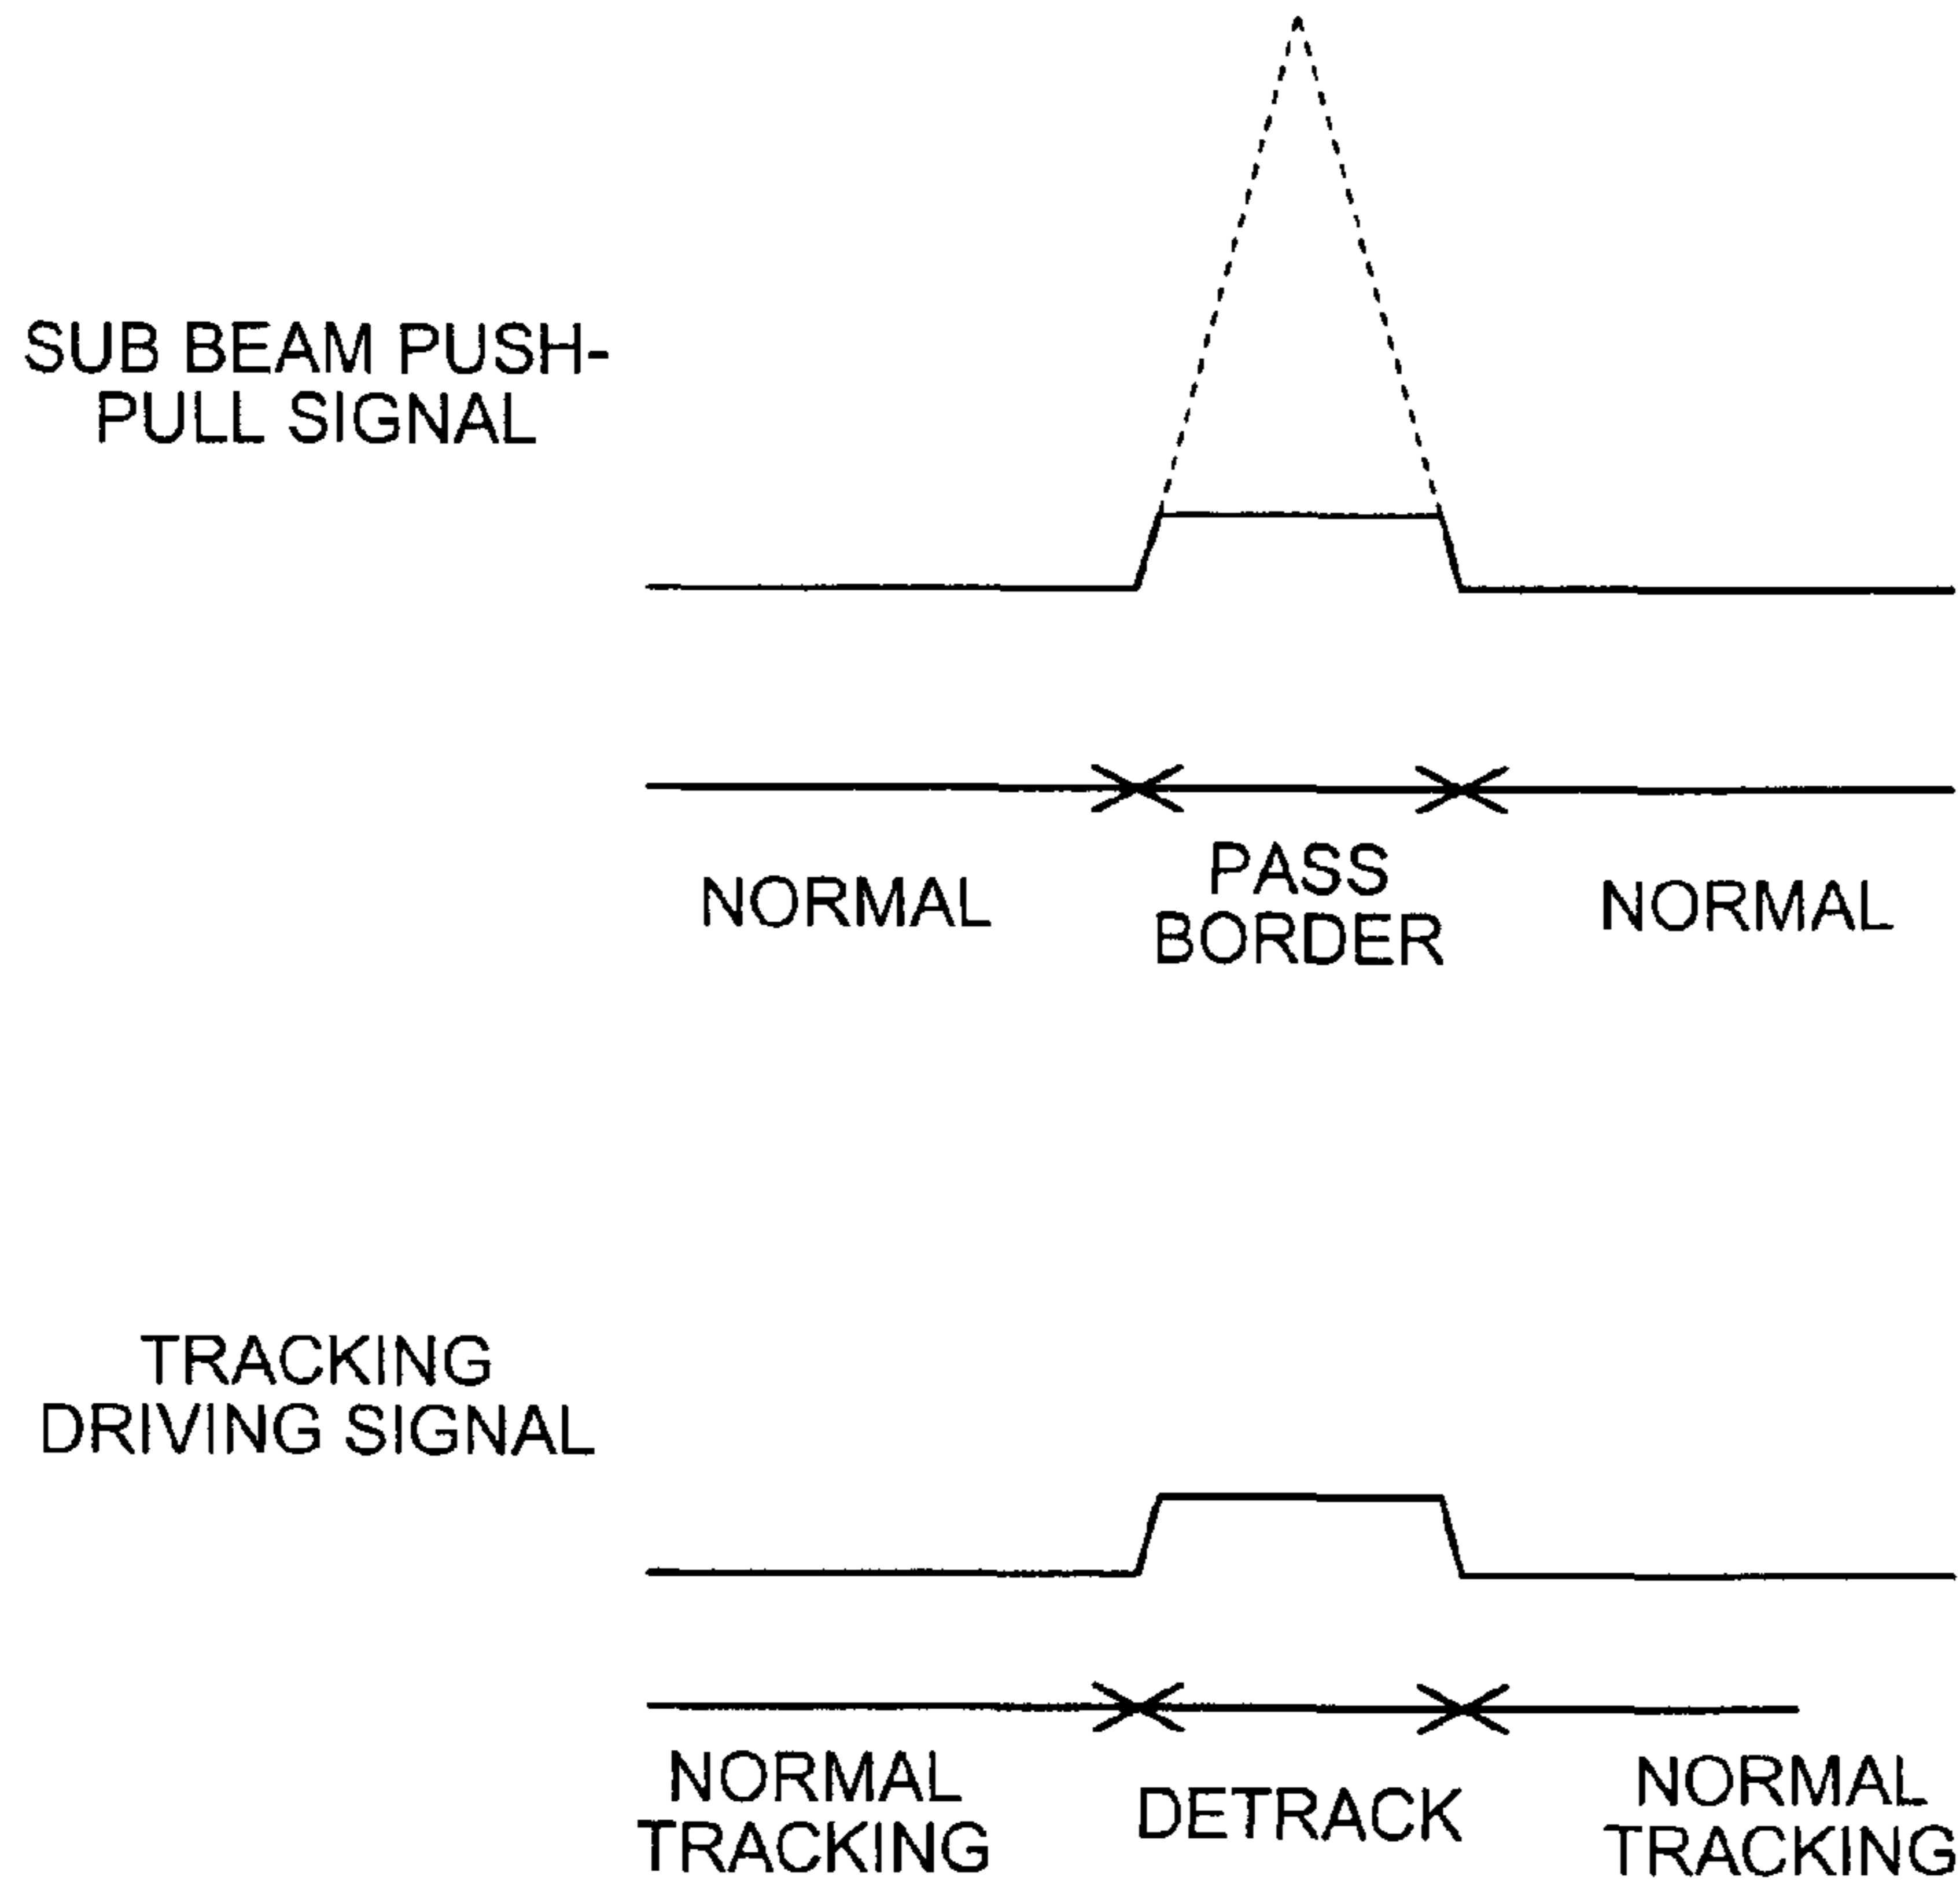 SUB BEAM PUSH-
PULL SIGNAL
NORMAL
PASS
BORDER
NORMAL
TRACKING
DRIVING SIGNAL
NORMAL
TRACKING
DETRACK
NORMAL
TRACKING